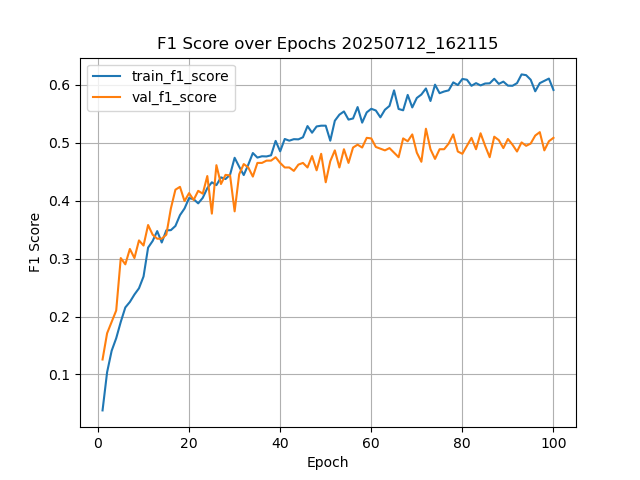 F1 Score over Epochs 20250712_162115
train_f1_score
val_f1_score
0.6
0.5
0.4
0.3
0.2
0.1
F1 Score
0 20 40 60 80 100
Epoch